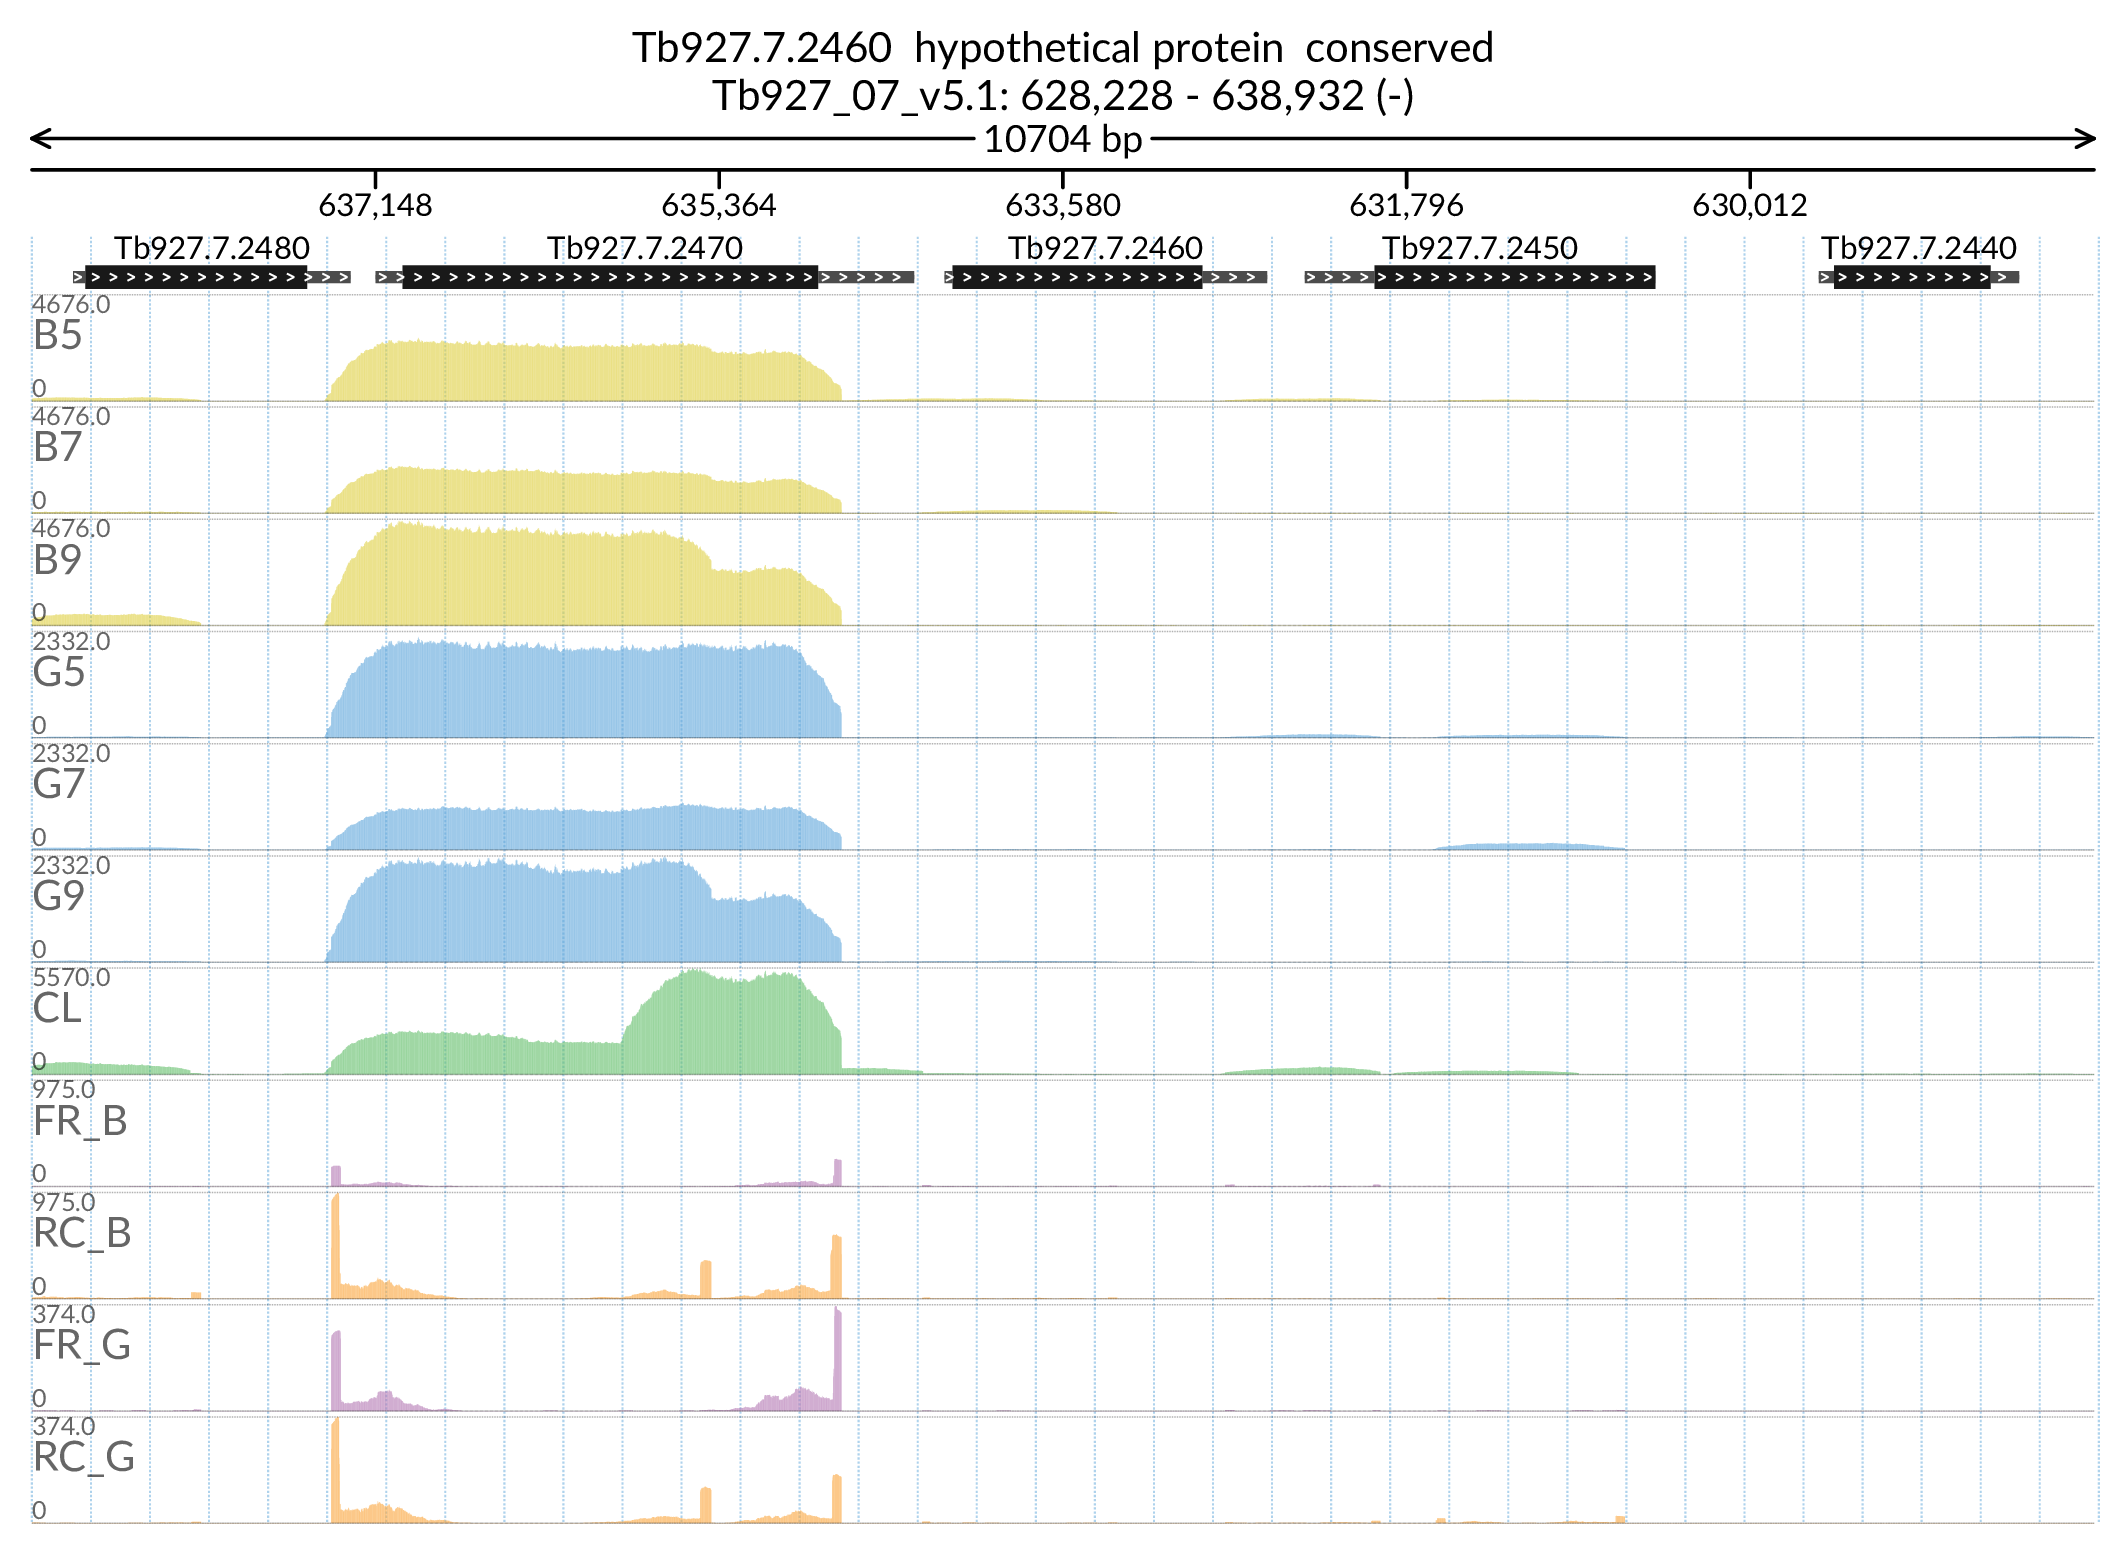 Tb927.7.2460  hypothetical protein  conserved
Tb927_07_v5.1: 628,228 - 638,932 (-)
10704 bp
637,148 635,364 633,580 631,796 630,012
Tb927.7.2480 Tb927.7.2470 Tb927.7.2460 Tb927.7.2450 Tb927.7.2440
4676.0
B5
0
4676.0
B7
0
4676.0
B9
0
2332.0
G5
0
2332.0
G7
0
2332.0
G9
0
5570.0
CL
0
975.0
FR_B
0
975.0
RC_B
0
374.0
FR_G
0
374.0
RC_G
0